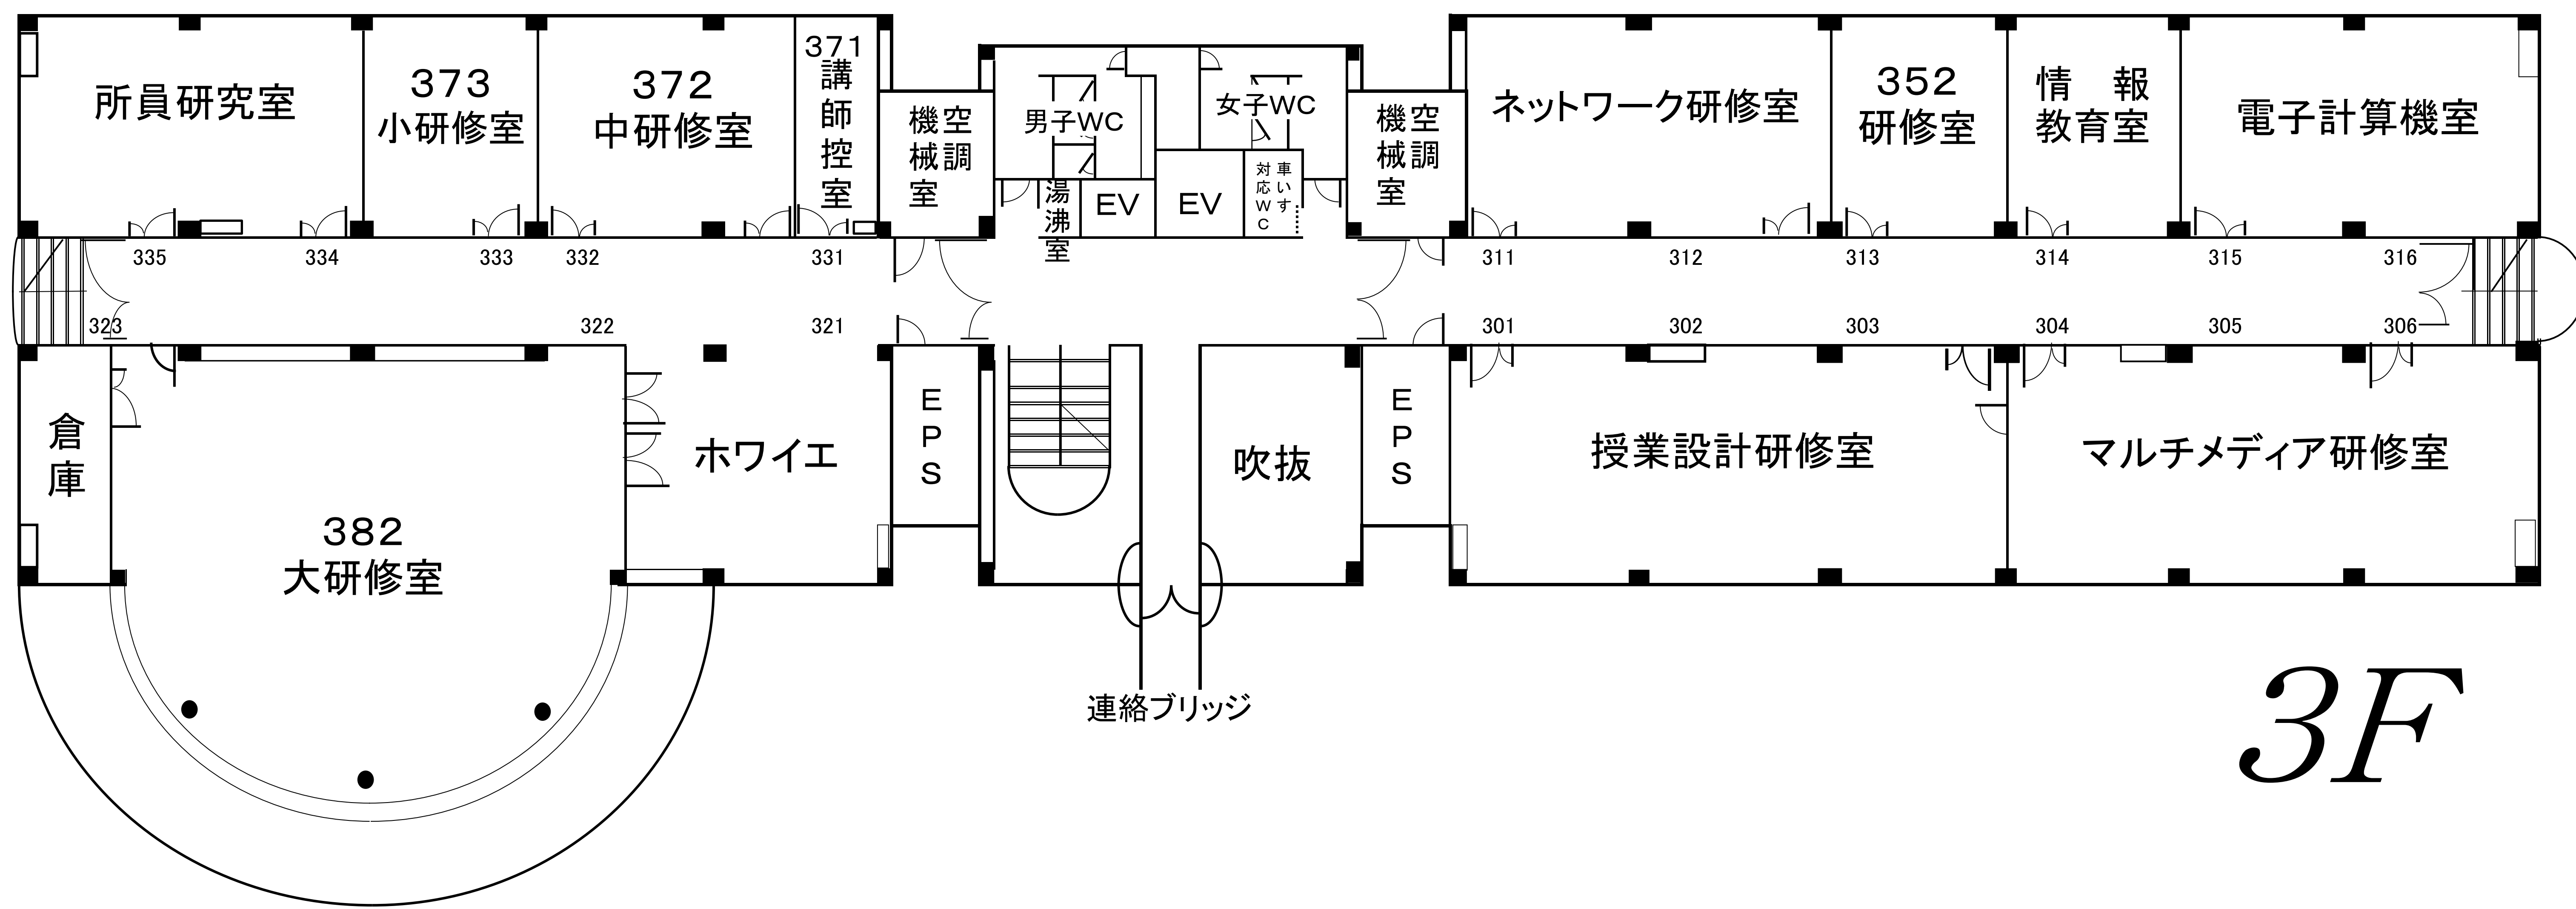 所員研究室
３７３
小研修室
３７２
中研修室
３７１
講師控室
空調
機械室
男子ＷＣ
湯沸室
ＥＶ
ＥＶ
女子ＷＣ
車いす
対応ＷＣ
空調
機械室
ネットワーク研修室
３５２
研修室
情　報
教育室
電子計算機室
335
334
333
332
331
311
312
313
314
315
316
323
322
321
301
302
303
304
305
306
倉庫
３８２
大研修室
ホワイエ
ＥＰＳ
吹抜
ＥＰＳ
授業設計研修室
マルチメディア研修室
連絡ブリッジ
3F